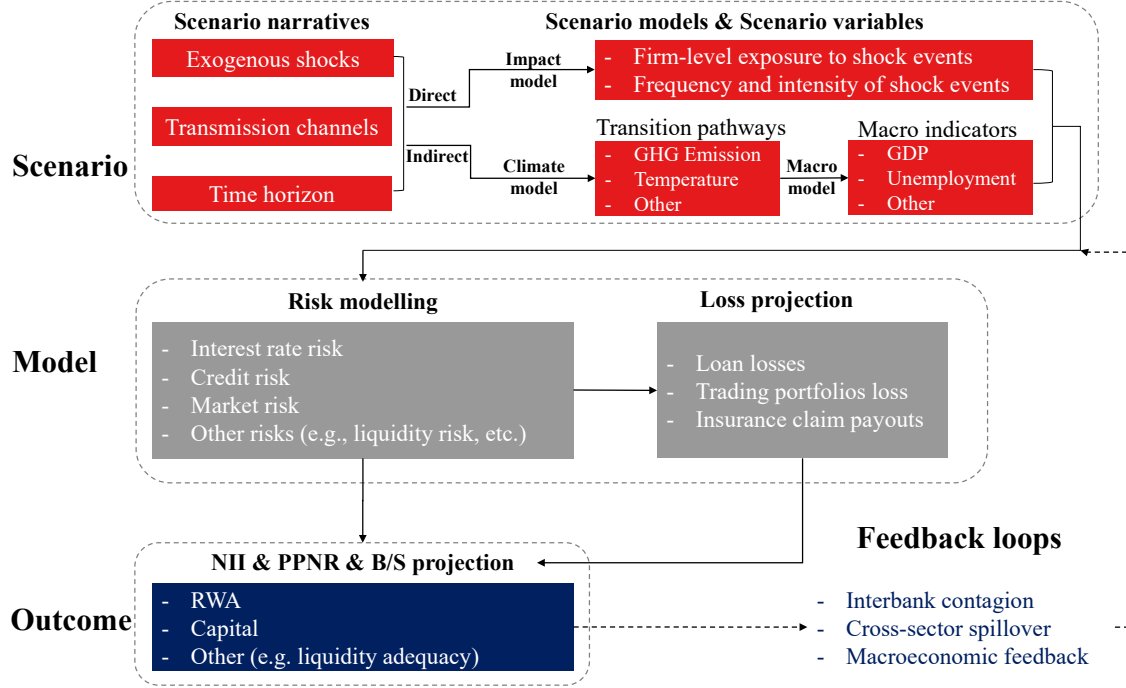 Scenario narratives
Scenario models & Scenario variables
Exogenous shocks
Transmission channels
Time horizon
Direct
Indirect
Impact
model
- Firm-level exposure to shock events
- Frequency and intensity of shock events
Climate
model
Transition pathways
- GHG Emission
- Temperature
- Other
Macro
model
Macro indicators
- GDP
- Unemployment
- Other
Scenario
Risk modelling
Loss projection
Model
- Interest rate risk
- Credit risk
- Market risk
- Other risks (e.g., liquidity risk, etc.)
- Loan losses
- Trading portfolios loss
- Insurance claim payouts
NII & PPNR & B/S projection
Outcome
- RWA
- Capital
- Other (e.g. liquidity adequacy)
Feedback loops
- Interbank contagion
- Cross-sector spillover
- Macroeconomic feedback